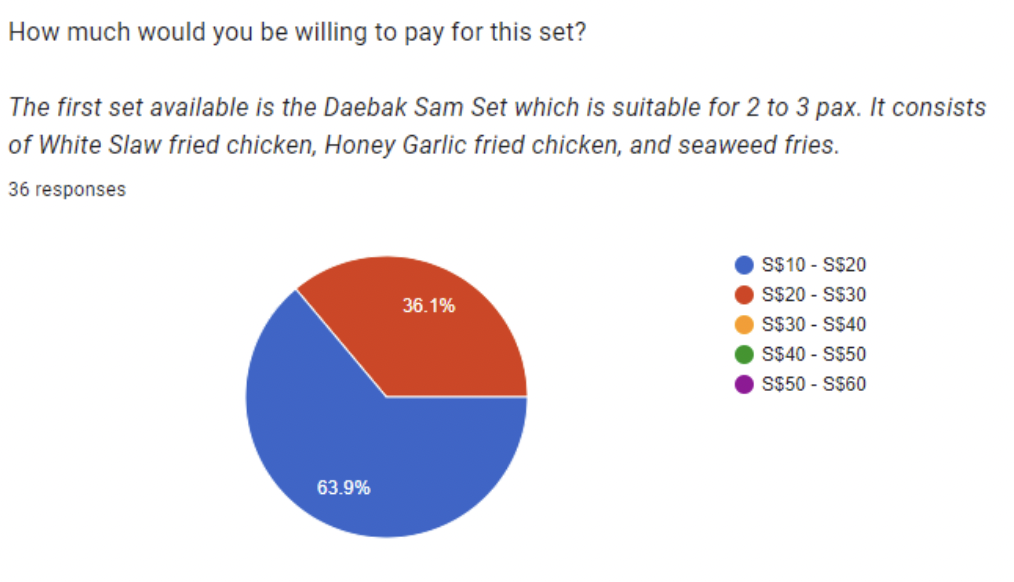 How much would you be willing to pay for this set?
The first set available is the Daebak Sam Set which is suitable for 2 to 3 pax. It consists
of White Slaw fried chicken, Honey Garlic fried chicken, and seaweed fries.
36 responses
36.1%
63.9%
S$10 - S$20
S$20 - S$30
S$30 - S$40
S$40 - S$50
S$50 - S$60